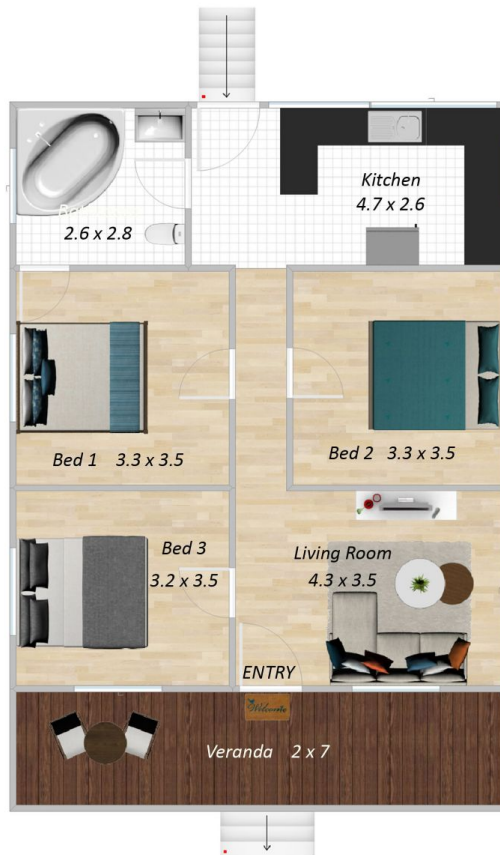 Kitchen
4.7 x 2.6
2.6 x 2.8
Bed 1 3.3 x 3.5
Bed 2 3.3 x 3.5
Bed 3
3.2 x 3.5
Living Room
4.3 x 3.5
ENTRY
Welcome
Veranda 2 x 7